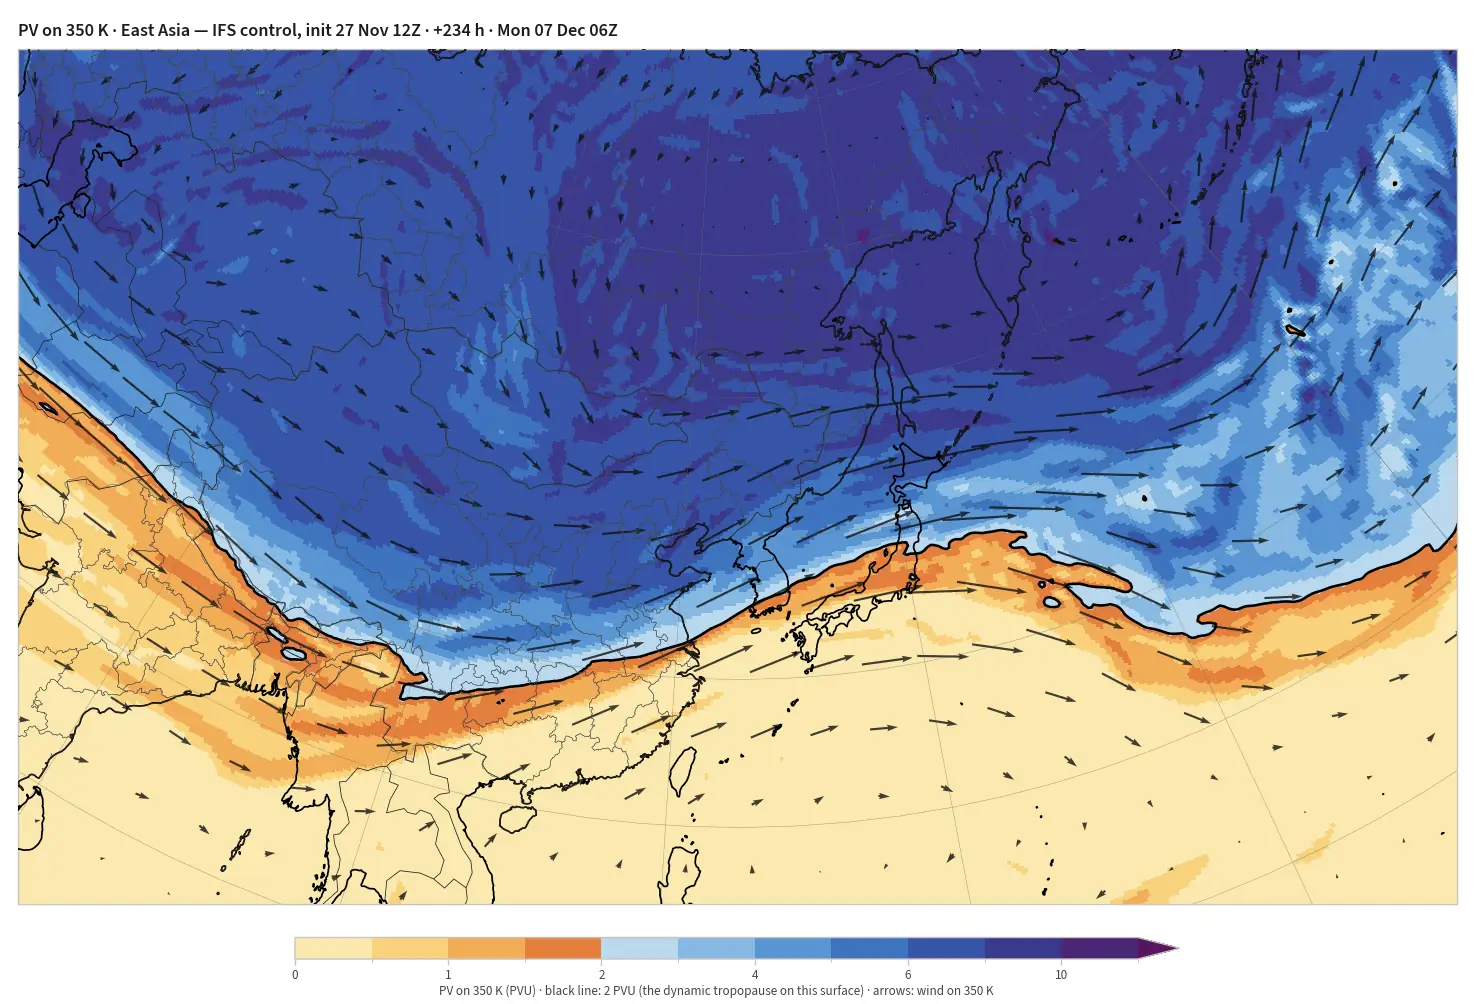 PV on 350 K · East Asia — IFS control, init 27 Nov 12Z · +234 h · Mon 07 Dec 06Z
0 1 2 4 6 10
PV on 350 K (PVU) · black line: 2 PVU (the dynamic tropopause on this surface) · arrows: wind on 350 K